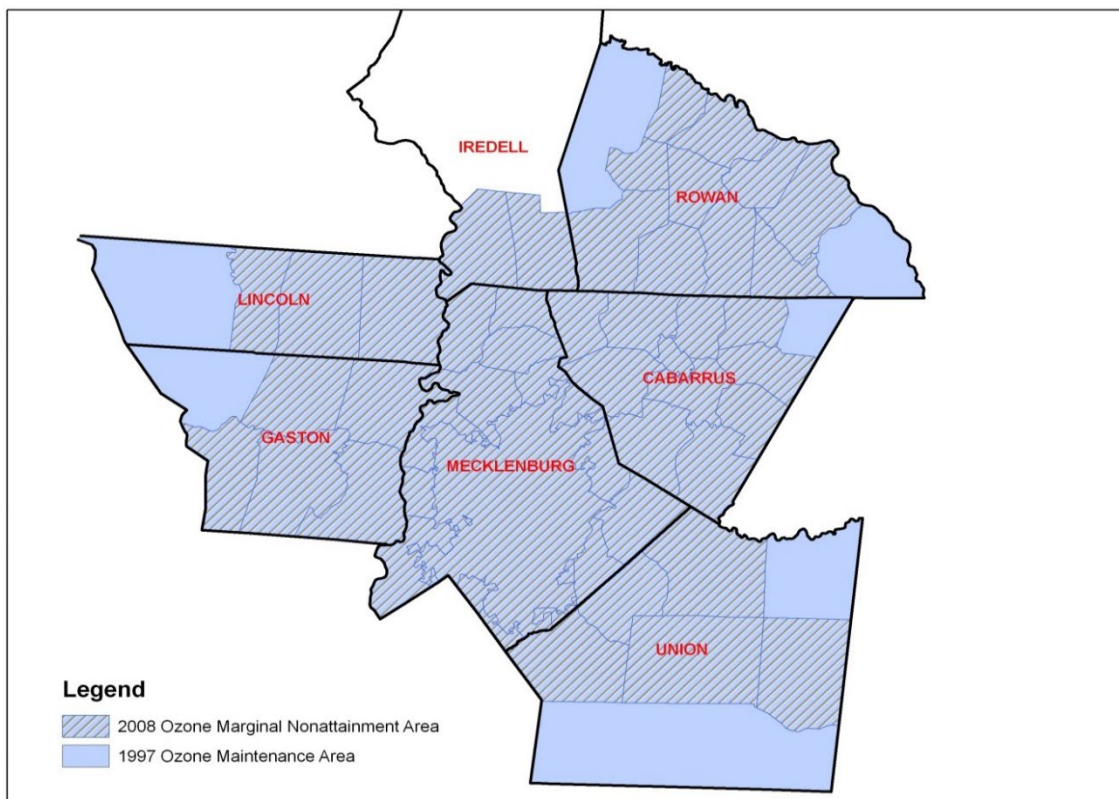 IREDELL
ROWAN
LINCOLN
CABARRUS
GASTON
MECKLENBURG
UNION
Legend
2008 Ozone Marginal Nonattainment Area
1997 Ozone Maintenance Area